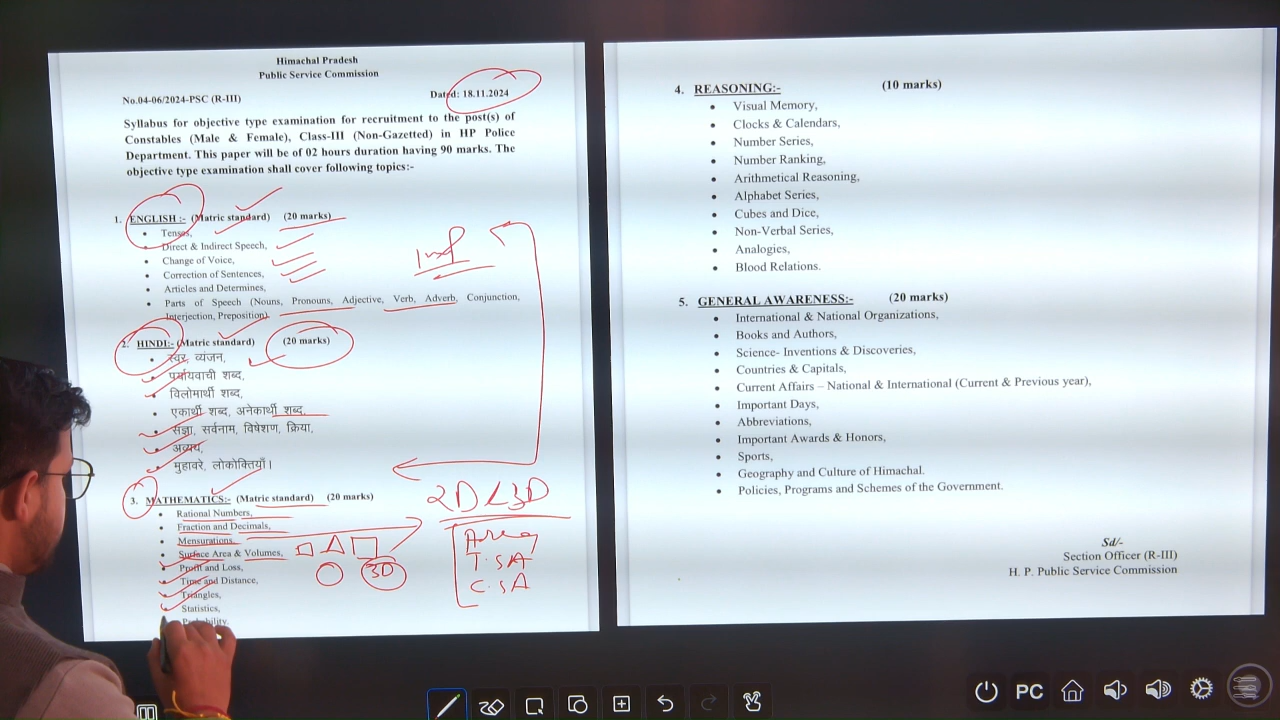 Himachal Pradesh
Public Service Commission
No.04-06/2024-PSC (R-III)
Dated: 18.11.2024
Syllabus for objective type examination for recruitment to the post(s) of
Constables (Male & Female), Class-III (Non-Gazetted) in HP Police
Department. This paper will be of 02 hours duration having 90 marks. The
objective type examination shall cover following topics:-
1. ENGLISH :- (Matric standard) (20 marks)
• Tenses,
• Direct & Indirect Speech,
• Change of Voice,
• Correction of Sentences,
• Articles and Determines,
• Parts of Speech (Nouns, Pronouns, Adjective, Verb, Adverb, Conjunction,
Interjection, Preposition).
Imp
2. HINDI:- (Matric standard) (20 marks)
• स्वर, व्यंजन,
• पर्यायवाची शब्द,
• विलोमार्थी शब्द,
• एकार्थी शब्द, अनेकार्थी शब्द,
• संज्ञा, सर्वनाम, विषेशण, क्रिया,
• अव्यय,
• मुहावरे, लोकोक्तियाँ।
3. MATHEMATICS:- (Matric standard) (20 marks)
• Rational Numbers,
• Fraction and Decimals,
• Mensurations,
• Surface Area & Volumes,
• Profit and Loss,
• Time and Distance,
• Triangles,
• Statistics,
Probability.
3D
2D < 3D
Area
T.SA
C.SA
4. REASONING:- (10 marks)
• Visual Memory,
• Clocks & Calendars,
• Number Series,
• Number Ranking,
• Arithmetical Reasoning,
• Alphabet Series,
• Cubes and Dice,
• Non-Verbal Series,
• Analogies,
• Blood Relations.
5. GENERAL AWARENESS:- (20 marks)
• International & National Organizations,
• Books and Authors,
• Science- Inventions & Discoveries,
• Countries & Capitals,
• Current Affairs – National & International (Current & Previous year),
• Important Days,
• Abbreviations,
• Important Awards & Honors,
• Sports,
• Geography and Culture of Himachal.
• Policies, Programs and Schemes of the Government.
Sd/-
Section Officer (R-III)
H. P. Public Service Commission
PC